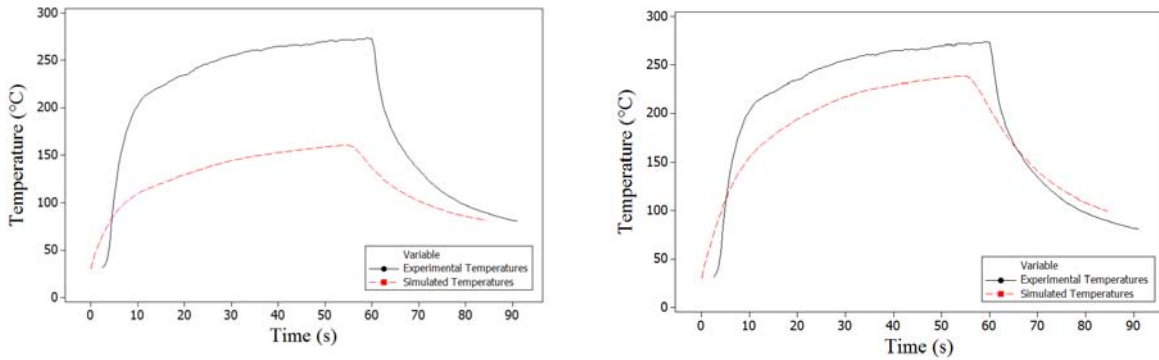 300
250
200
150
100
50
0
Temperature (°C)
0 10 20 30 40 50 60 70 80 90
Time (s)
Variable
Experimental Temperatures
Simulated Temperatures
300
250
200
150
100
50
0
Temperature (°C)
0 10 20 30 40 50 60 70 80 90
Time (s)
Variable
Experimental Temperatures
Simulated Temperatures